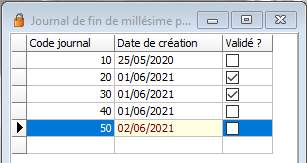 Journal de fin de millésime p...
Code journal Date de création Validé ?
10 25/05/2020
20 01/06/2021
30 01/06/2021
40 01/06/2021
50 02/06/2021